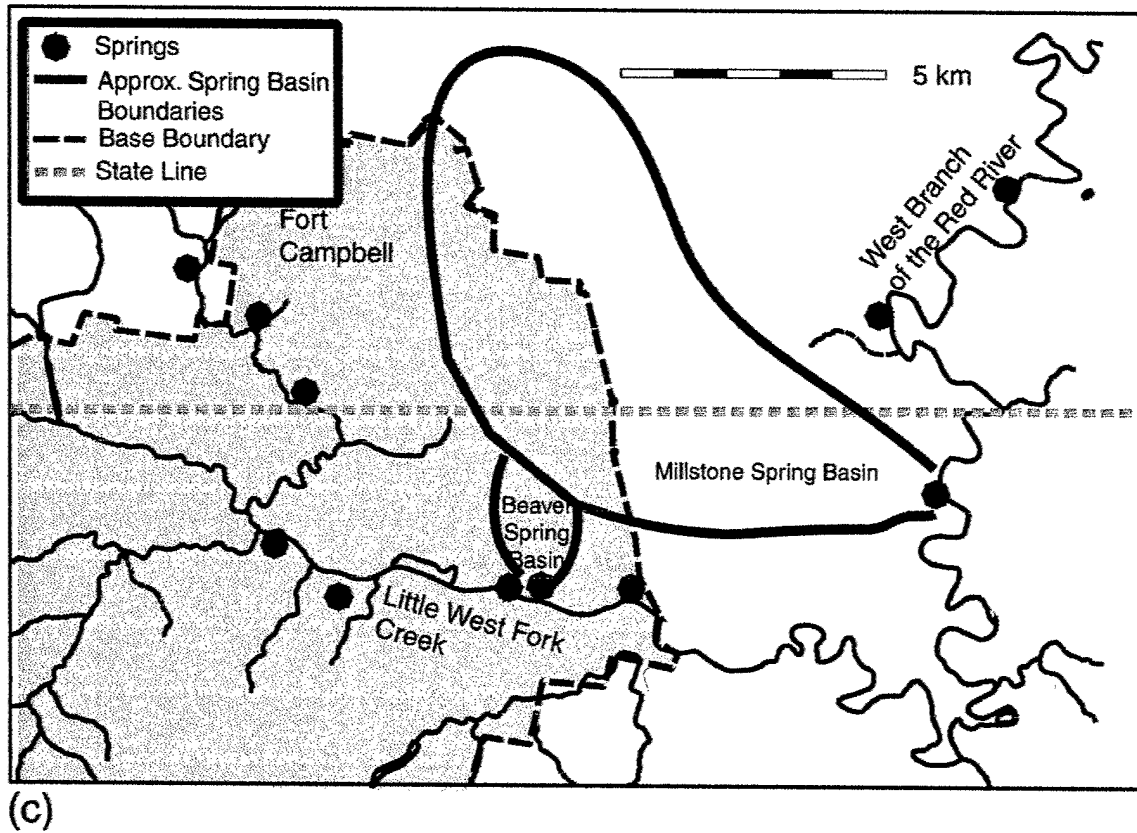 Springs
Approx. Spring Basin
Boundaries
Base Boundary
State Line
5 km
Fort
Campbell
West Branch
of the Red River
Millstone Spring Basin
Beaver
Spring
Basin
Little West Fork
Creek
(c)